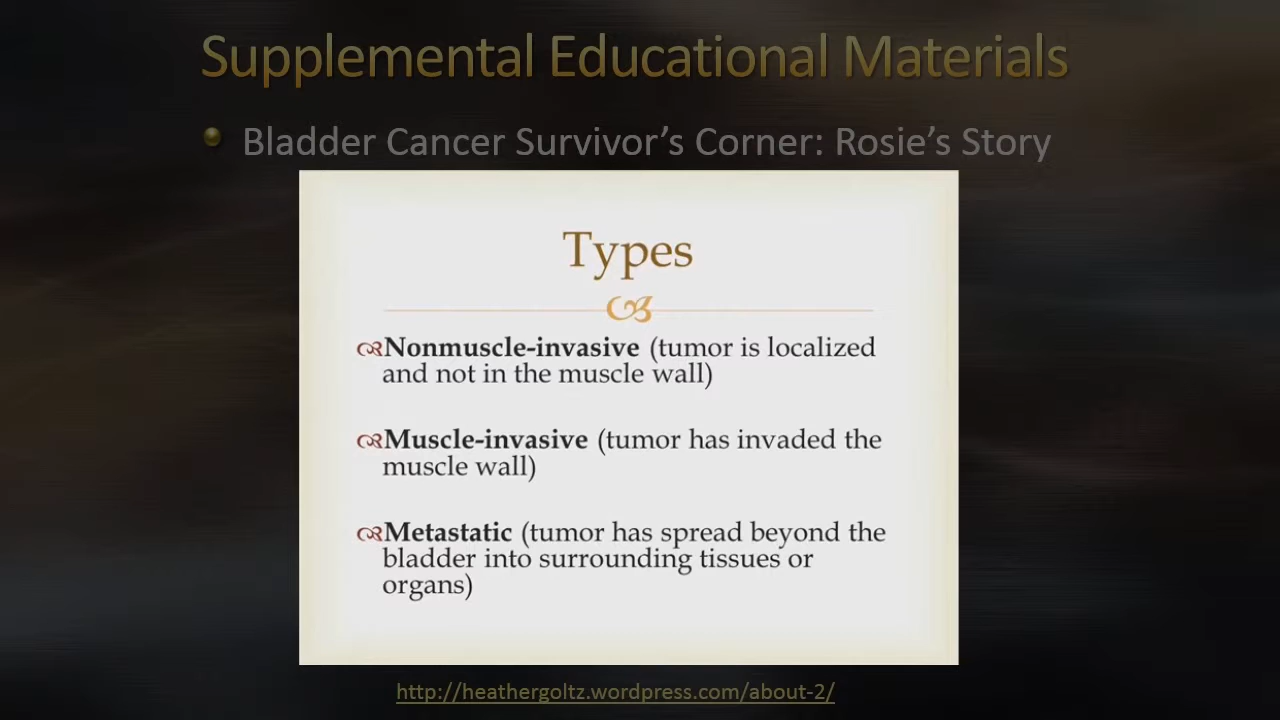 Supplemental Educational Materials
Bladder Cancer Survivor’s Corner: Rosie’s Story
Types
Nonmuscle-invasive (tumor is localized
and not in the muscle wall)
Muscle-invasive (tumor has invaded the
muscle wall)
Metastatic (tumor has spread beyond the
bladder into surrounding tissues or
organs)
http://heathergoltz.wordpress.com/about-2/